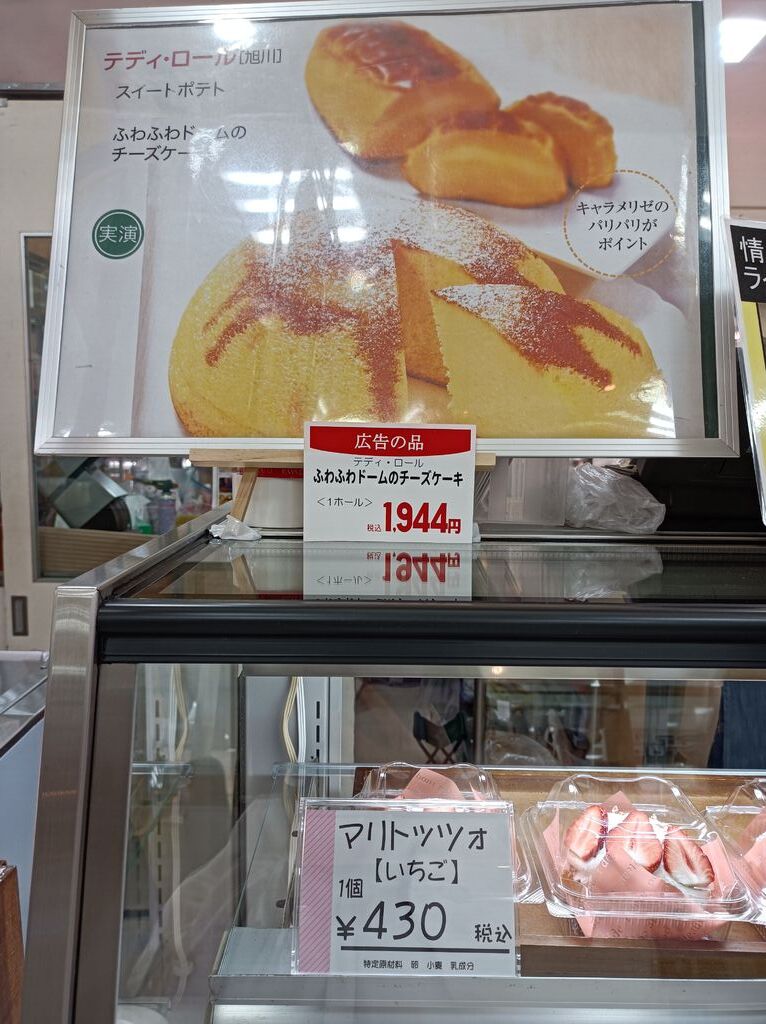 テディ・ロール[旭川]
スイートポテト
ふわふわドームの
チーズケーキ
実演
キャラメリゼの
パリパリが
ポイント
情
ラ
広告の品
テディ・ロール
ふわふわドームのチーズケーキ
<1ホール>
税込 1,944円
マリトッツォ
【いちご】
1個
¥430 税込
特定原材料 卵 小麦 乳成分